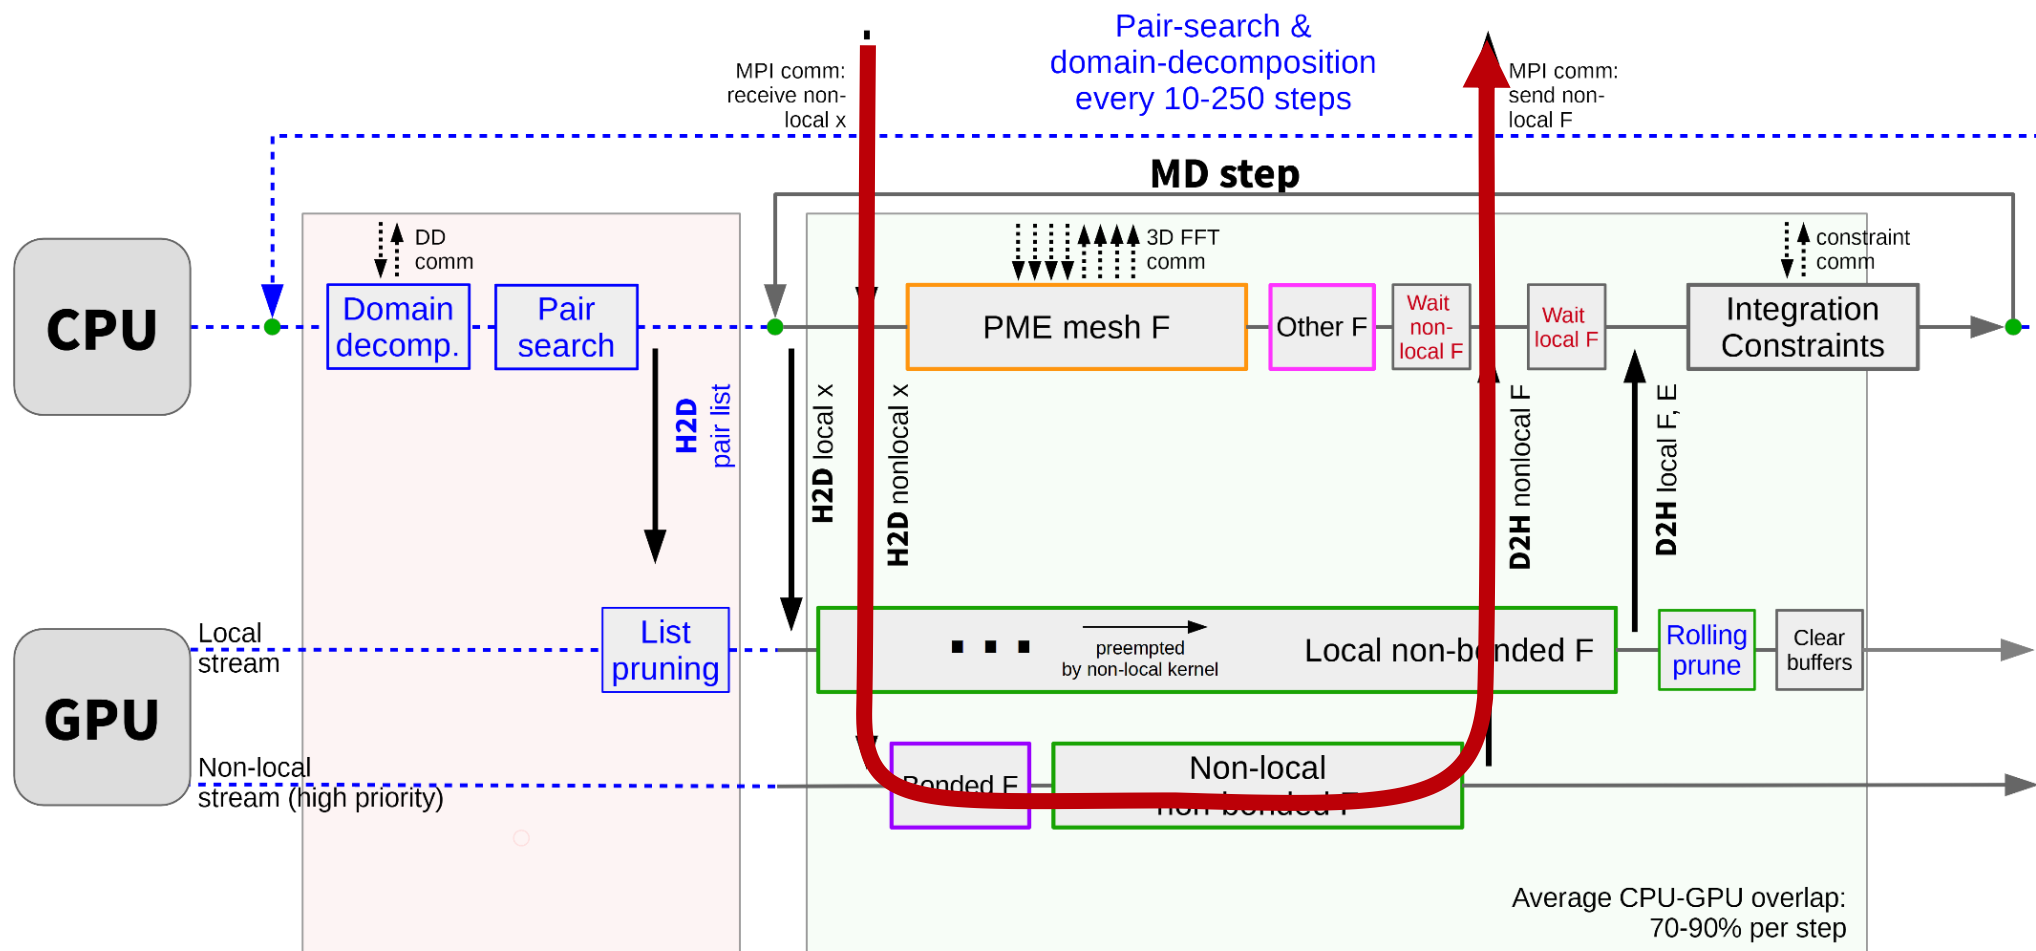 Pair-search &
domain-decomposition
every 10-250 steps
MPI comm:
receive non-
local x
MPI comm:
send non-
local F
MD step
DD
comm
3D FFT
comm
constraint
comm
CPU
Domain
decomp.
Pair
search
PME mesh F
Other F
Wait
non-
local F
Wait
local F
Integration
Constraints
H2D
pair list
H2D local x
H2D nonlocal x
D2H nonlocal F
D2H local F, E
GPU
Local
stream
List
pruning
...
preempted
by non-local kernel
Local non-bonded F
Rolling
prune
Clear
buffers
Non-local
stream (high priority)
Bonded F
Non-local
non-bonded F
Average CPU-GPU overlap:
70-90% per step